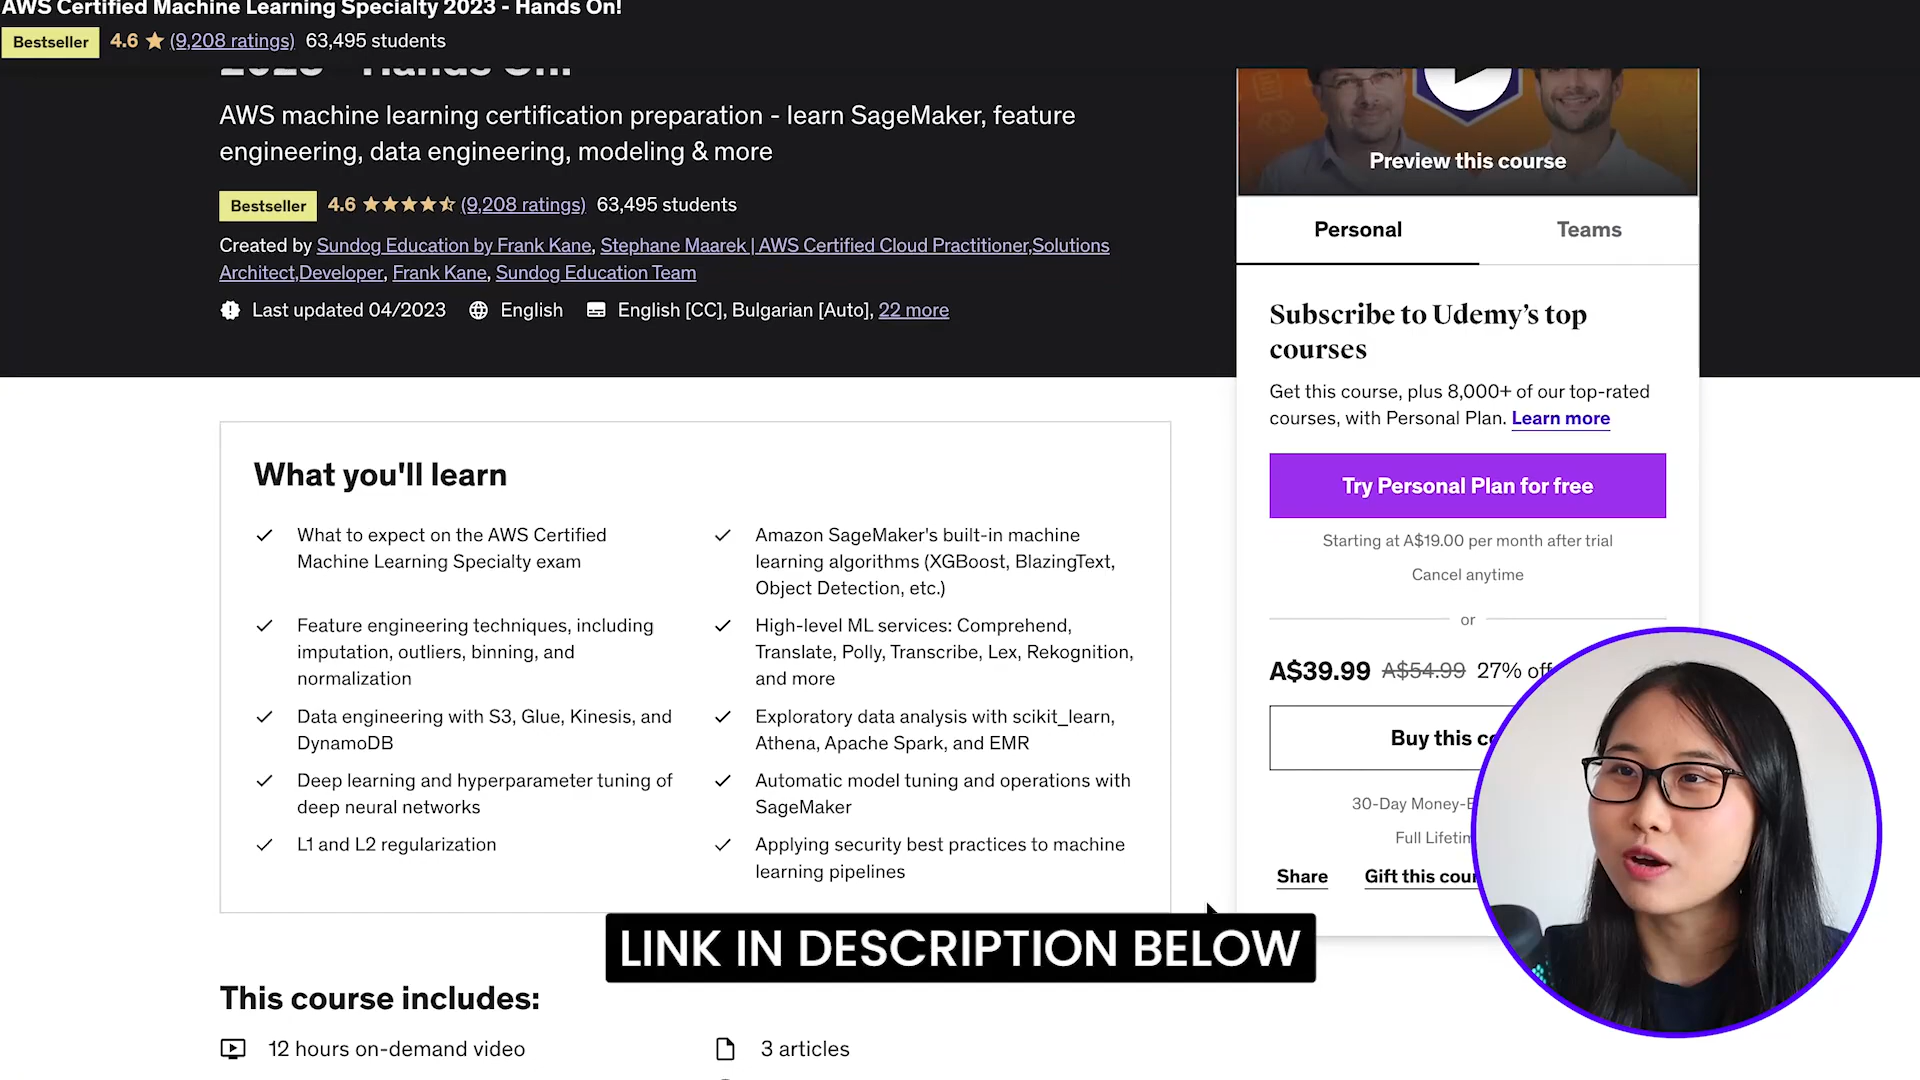 AWS Certified Machine Learning Specialty 2023 - Hands On!
Bestseller 4.6 (9,208 ratings) 63,495 students
2023 - Hands On!
AWS machine learning certification preparation - learn SageMaker, feature
engineering, data engineering, modeling & more
Bestseller 4.6 (9,208 ratings) 63,495 students
Created by Sundog Education by Frank Kane, Stephane Maarek | AWS Certified Cloud Practitioner,Solutions
Architect,Developer, Frank Kane, Sundog Education Team
Last updated 04/2023 English English [CC], Bulgarian [Auto], 22 more
Preview this course
Personal Teams
Subscribe to Udemy’s top
courses
Get this course, plus 8,000+ of our top-rated
courses, with Personal Plan. Learn more
Try Personal Plan for free
Starting at A$19.00 per month after trial
Cancel anytime
or
A$39.99 A$54.99 27% off
Buy this co
30-Day Money-B
Full Lifetim
Share Gift this cour
What you'll learn
What to expect on the AWS Certified
Machine Learning Specialty exam
Feature engineering techniques, including
imputation, outliers, binning, and
normalization
Data engineering with S3, Glue, Kinesis, and
DynamoDB
Deep learning and hyperparameter tuning of
deep neural networks
L1 and L2 regularization
Amazon SageMaker's built-in machine
learning algorithms (XGBoost, BlazingText,
Object Detection, etc.)
High-level ML services: Comprehend,
Translate, Polly, Transcribe, Lex, Rekognition,
and more
Exploratory data analysis with scikit_learn,
Athena, Apache Spark, and EMR
Automatic model tuning and operations with
SageMaker
Applying security best practices to machine
learning pipelines
LINK IN DESCRIPTION BELOW
This course includes:
12 hours on-demand video
3 articles